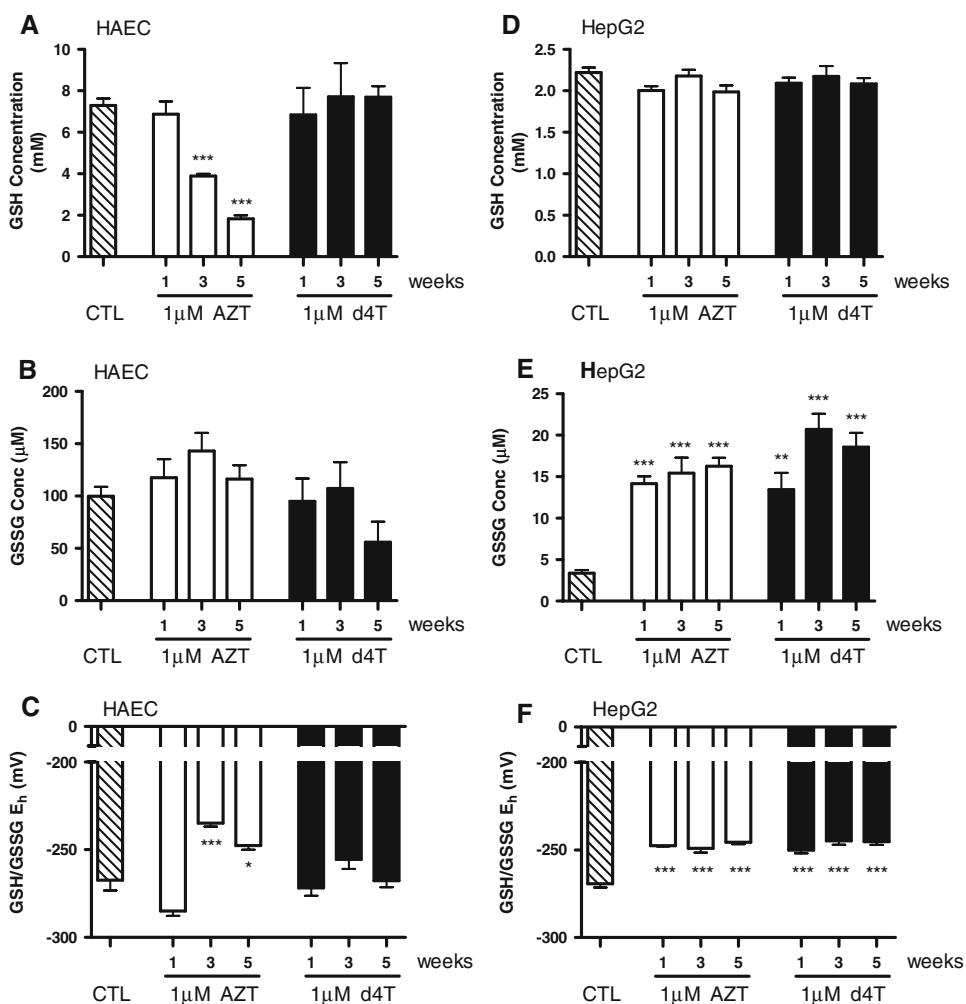 A HAEC
GSH Concentration
(mM)
10
8
6
4
2
0
***
***
1 3 5 weeks
CTL 1μM AZT 1μM d4T
D HepG2
GSH Concentration
(mM)
2.5
2.0
1.5
1.0
0.5
0.0
1 3 5 1 3 5 weeks
CTL 1μM AZT 1μM d4T
B HAEC
GSSG Conc (μM)
200
150
100
50
0
1 3 5 1 3 5 weeks
CTL 1μM AZT 1μM d4T
E HepG2
GSSG Conc (μM)
25
20
15
10
5
0
*** *** *** ** *** ***
1 3 5 1 3 5 weeks
CTL 1μM AZT 1μM d4T
C HAEC
GSH/GSSG Eh (mV)
0
-200
-250
-300
*** *
1 3 5 1 3 5 weeks
CTL 1μM AZT 1μM d4T
F HepG2
GSH/GSSG Eh (mV)
0
-200
-250
-300
*** *** *** *** *** ***
1 3 5 1 3 5 weeks
CTL 1μM AZT 1μM d4T